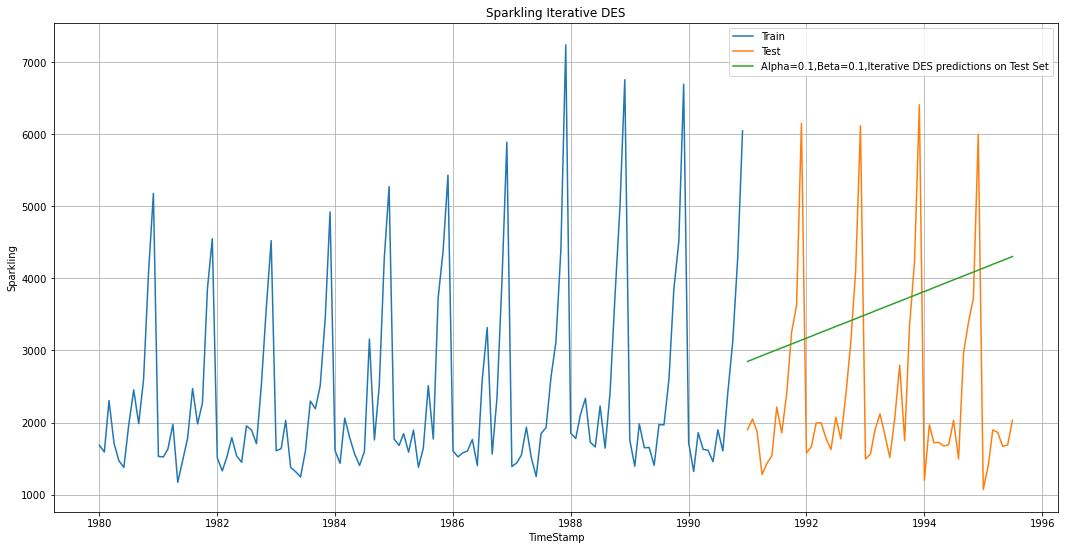 Sparkling Iterative DES
Train
Test
Alpha=0.1,Beta=0.1,Iterative DES predictions on Test Set
Sparkling
7000
6000
5000
4000
3000
2000
1000
1980 1982 1984 1986 1988 1990 1992 1994 1996
TimeStamp